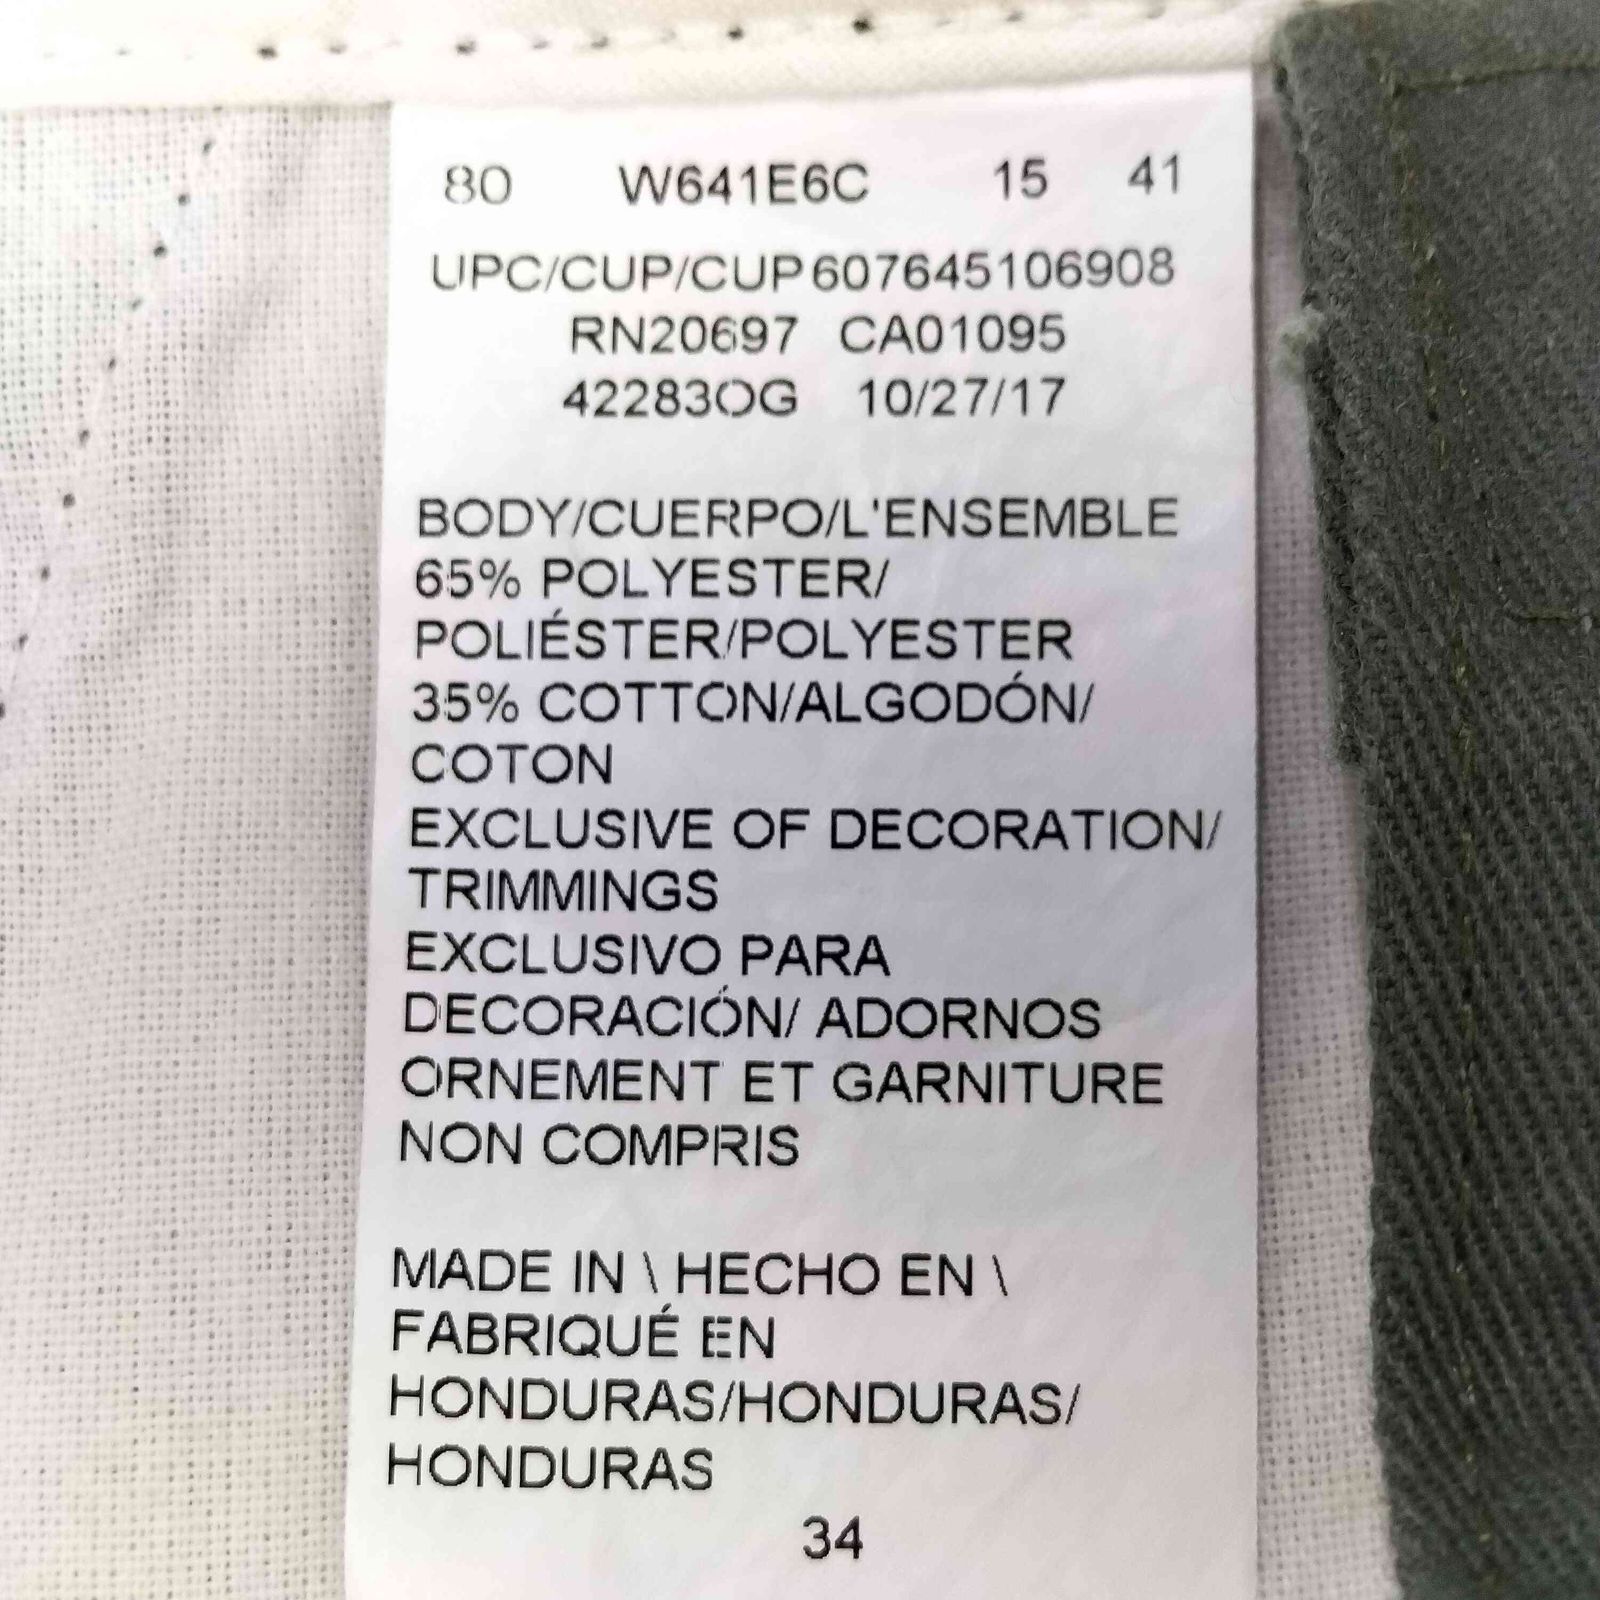 80 W641E6C 15 41
UPC/CUP/CUP607645106908
RN20697 CA01095
42283OG 10/27/17
BODY/CUERPO/L'ENSEMBLE
65% POLYESTER/
POLIÉSTER/POLYESTER
35% COTTON/ALGODÓN/
COTON
EXCLUSIVE OF DECORATION/
TRIMMINGS
EXCLUSIVO PARA
DECORACIÓN/ ADORNOS
ORNEMENT ET GARNITURE
NON COMPRIS
MADE IN \ HECHO EN \
FABRIQUÉ EN
HONDURAS/HONDURAS/
HONDURAS
34